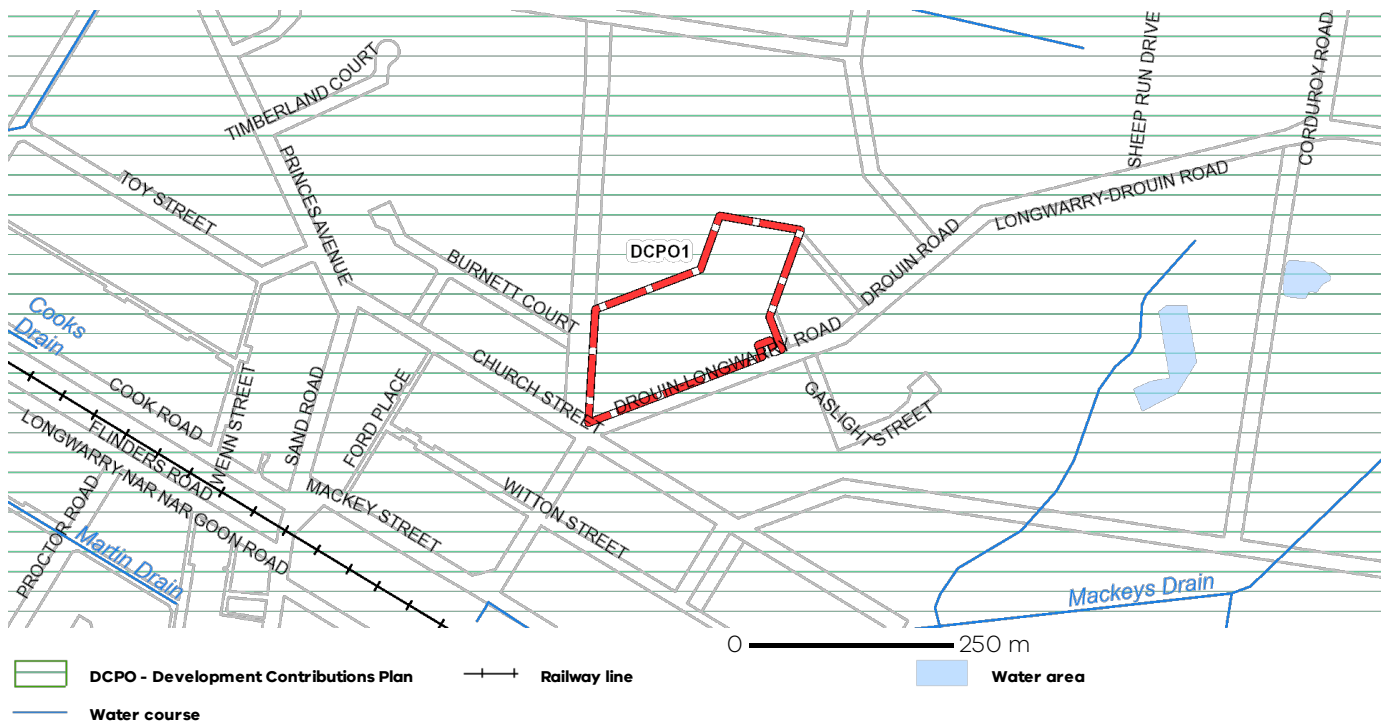 SHEEP RUN DRIVE
CORDUROY ROAD
TIMBERLAND COURT
PRINCES AVENUE
TOY STREET
LONGWARRY-DROUIN ROAD
DROUIN ROAD
DCPO1
BURNETT COURT
Cooks
Drain
DROUIN-LONGWARRY ROAD
CHURCH STREET
COOK ROAD
WENN STREET
SAND ROAD
FORD PLACE
GASLIGHT STREET
FLINDERS ROAD
LONGWARRY-NAR NAR GOON ROAD
MACKEY STREET
WITTON STREET
PROCTOR ROAD
Martin Drain
Mackeys Drain
0 250 m
DCPO - Development Contributions Plan
Railway line
Water area
Water course